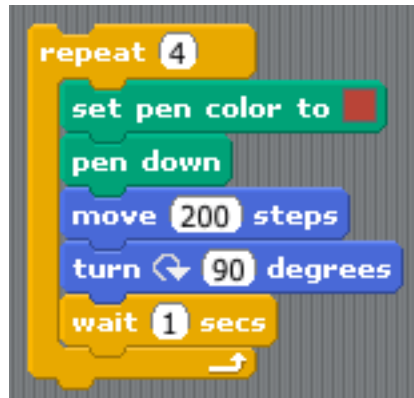 repeat 4
set pen color to
pen down
move 200 steps
turn 90 degrees
wait 1 secs